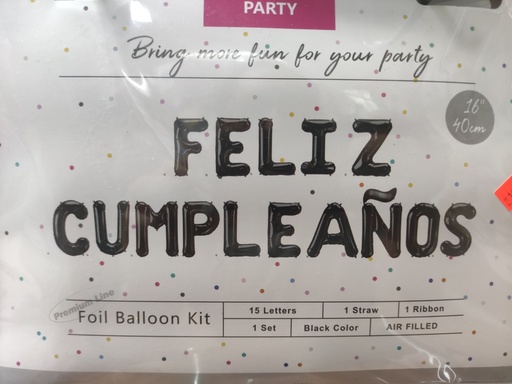 PARTY
Bring more fun for your party
16"
40cm
FELIZ
CUMPLEAÑOS
Premium Line
Foil Balloon Kit
15 Letters 1 Straw 1 Ribbon
1 Set Black Color AIR FILLED